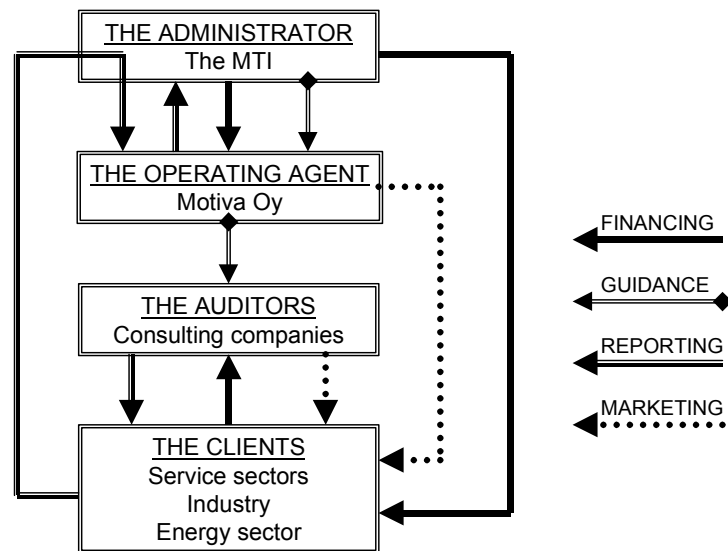 THE ADMINISTRATOR
The MTI
THE OPERATING AGENT
Motiva Oy
THE AUDITORS
Consulting companies
THE CLIENTS
Service sectors
Industry
Energy sector
FINANCING
GUIDANCE
REPORTING
MARKETING